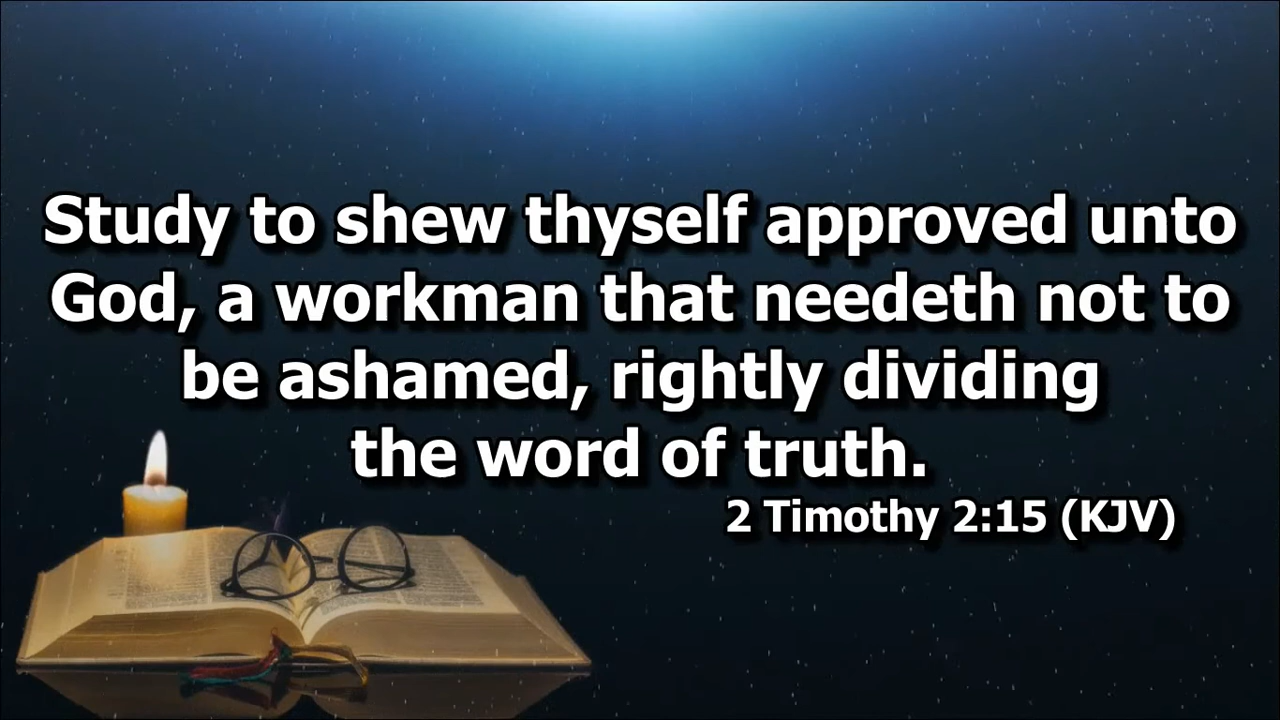 Study to shew thyself approved unto
God, a workman that needeth not to
be ashamed, rightly dividing
the word of truth.
2 Timothy 2:15 (KJV)